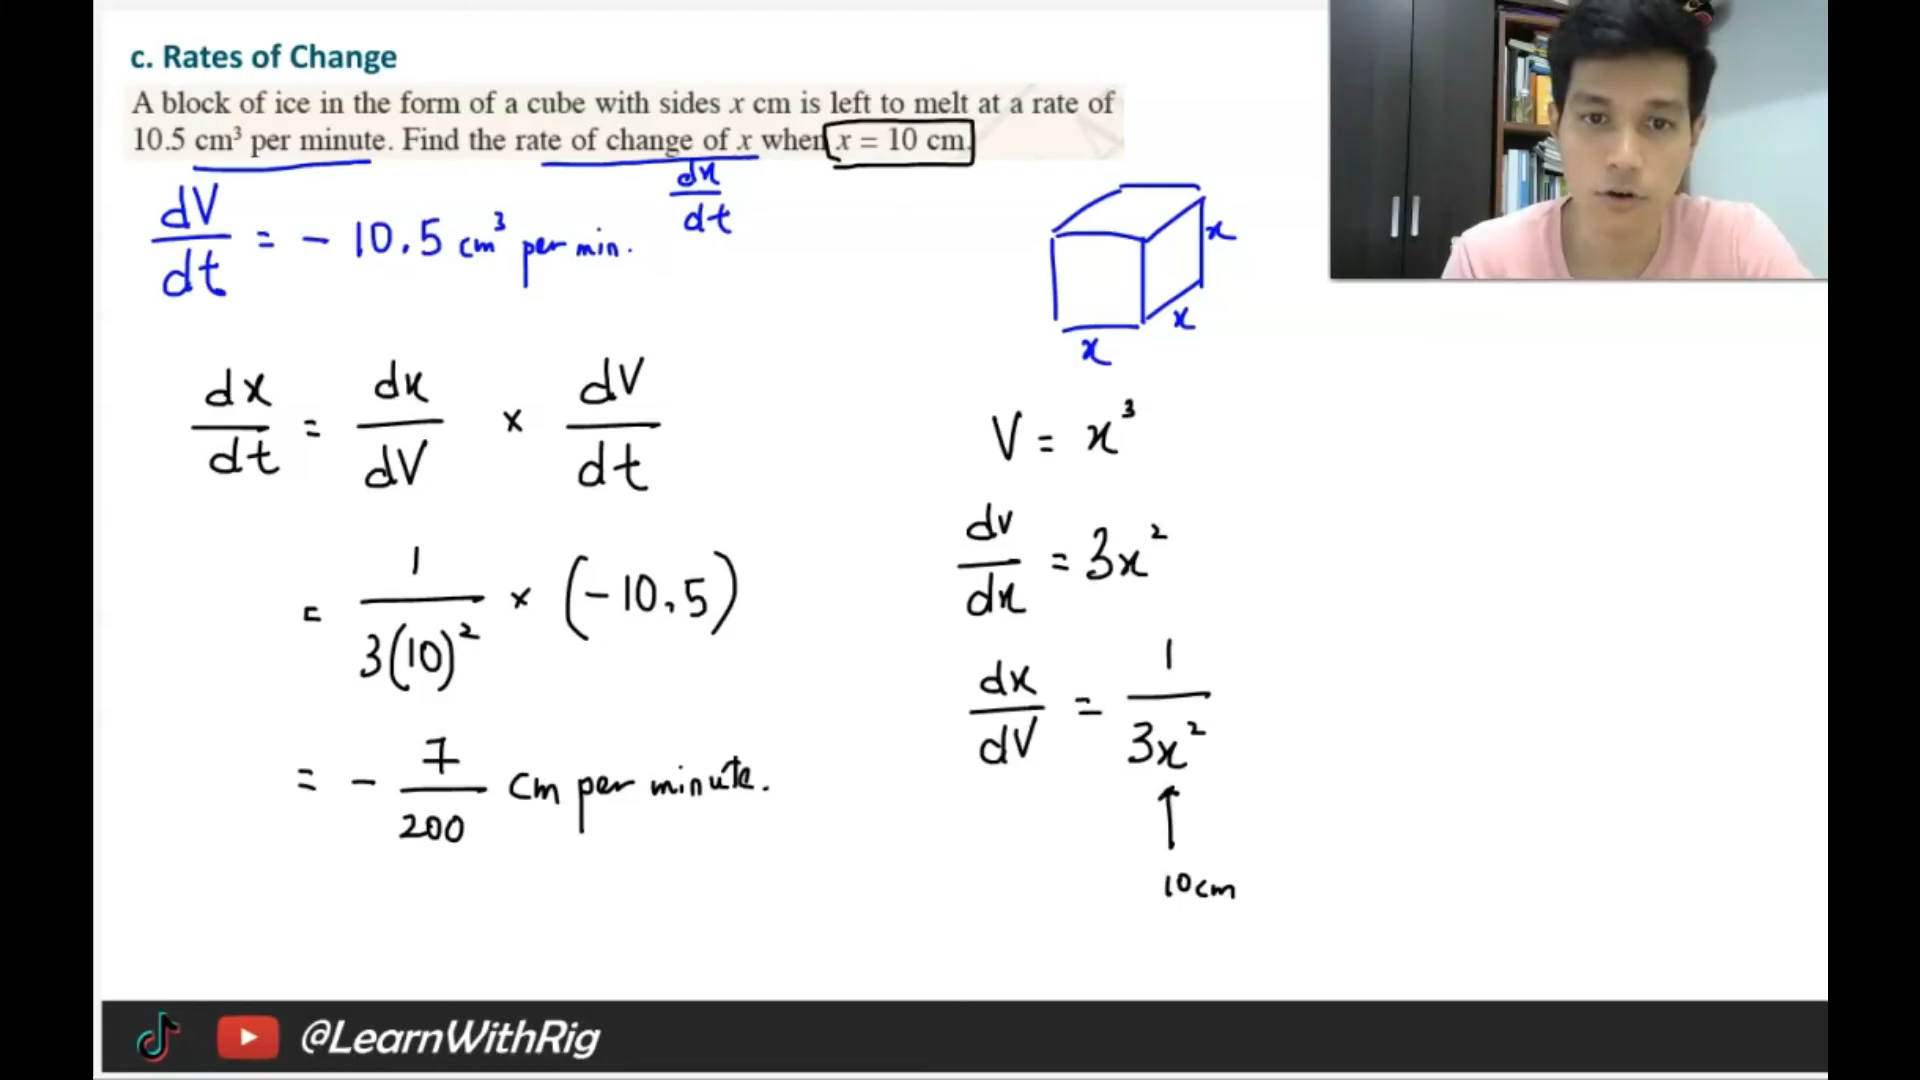 c. Rates of Change
A block of ice in the form of a cube with sides x cm is left to melt at a rate of
10.5 cm³ per minute. Find the rate of change of x when x = 10 cm.
dx/dt
dV/dt = - 10.5 cm³ per min.
x
x
x
dx/dt = dx/dV × dV/dt
= 1/3(10)² × (-10.5)
= - 7/200 cm per minute.
V = x³
dv/dx = 3x²
dx/dV = 1/3x²
↑
10cm
@LearnWithRig